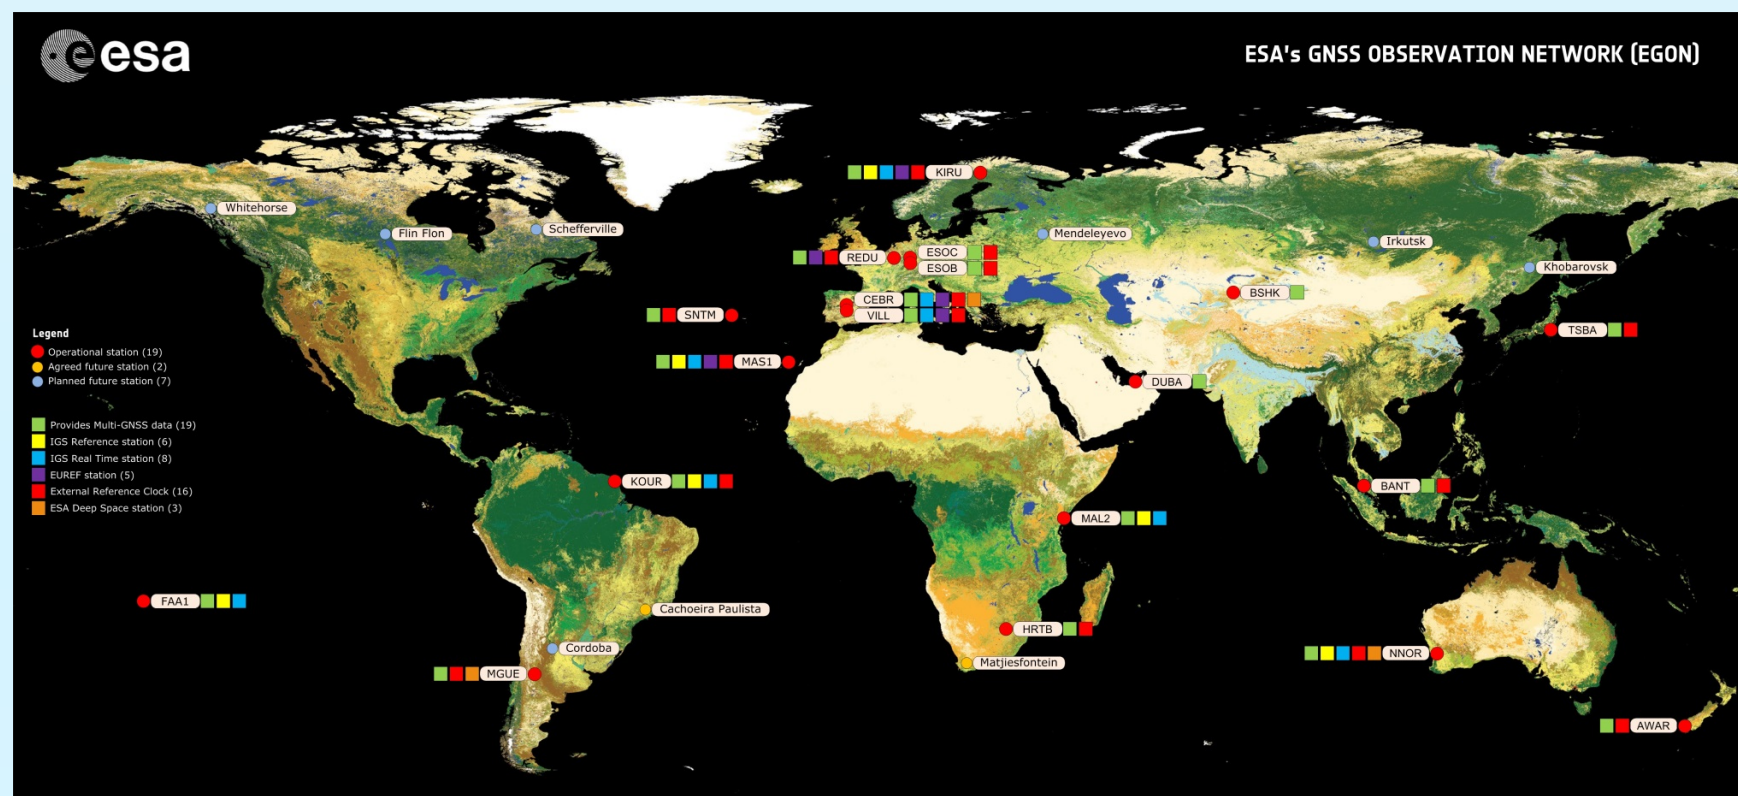 esa
ESA's GNSS OBSERVATION NETWORK (EGON)
KIRU
Whitehorse
Flin Flon
Schefferville
Mendeleyevo
Irkutsk
REDU
ESOC
ESOB
Khobarovsk
CEBR
VILL
BSHK
SNTM
TSBA
MAS1
DUBA
Legend
Operational station (19)
Agreed future station (2)
Planned future station (7)
Provides Multi-GNSS data (19)
IGS Reference station (6)
IGS Real Time station (8)
EUREF station (5)
External Reference Clock (16)
ESA Deep Space station (3)
KOUR
BANT
MAL2
FAA1
Cachoeira Paulista
HRTB
Cordoba
Matjiesfontein
NNOR
MGUE
AWAR